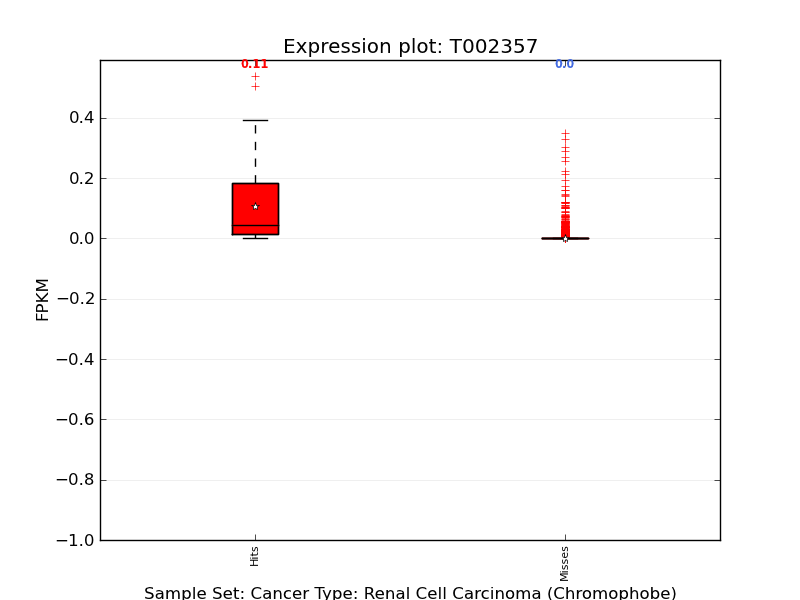 Expression plot: T002357
0.11
0.0
0.4
0.2
0.0
−0.2
−0.4
−0.6
−0.8
−1.0
FPKM
Hits
Misses
Sample Set: Cancer Type: Renal Cell Carcinoma (Chromophobe)